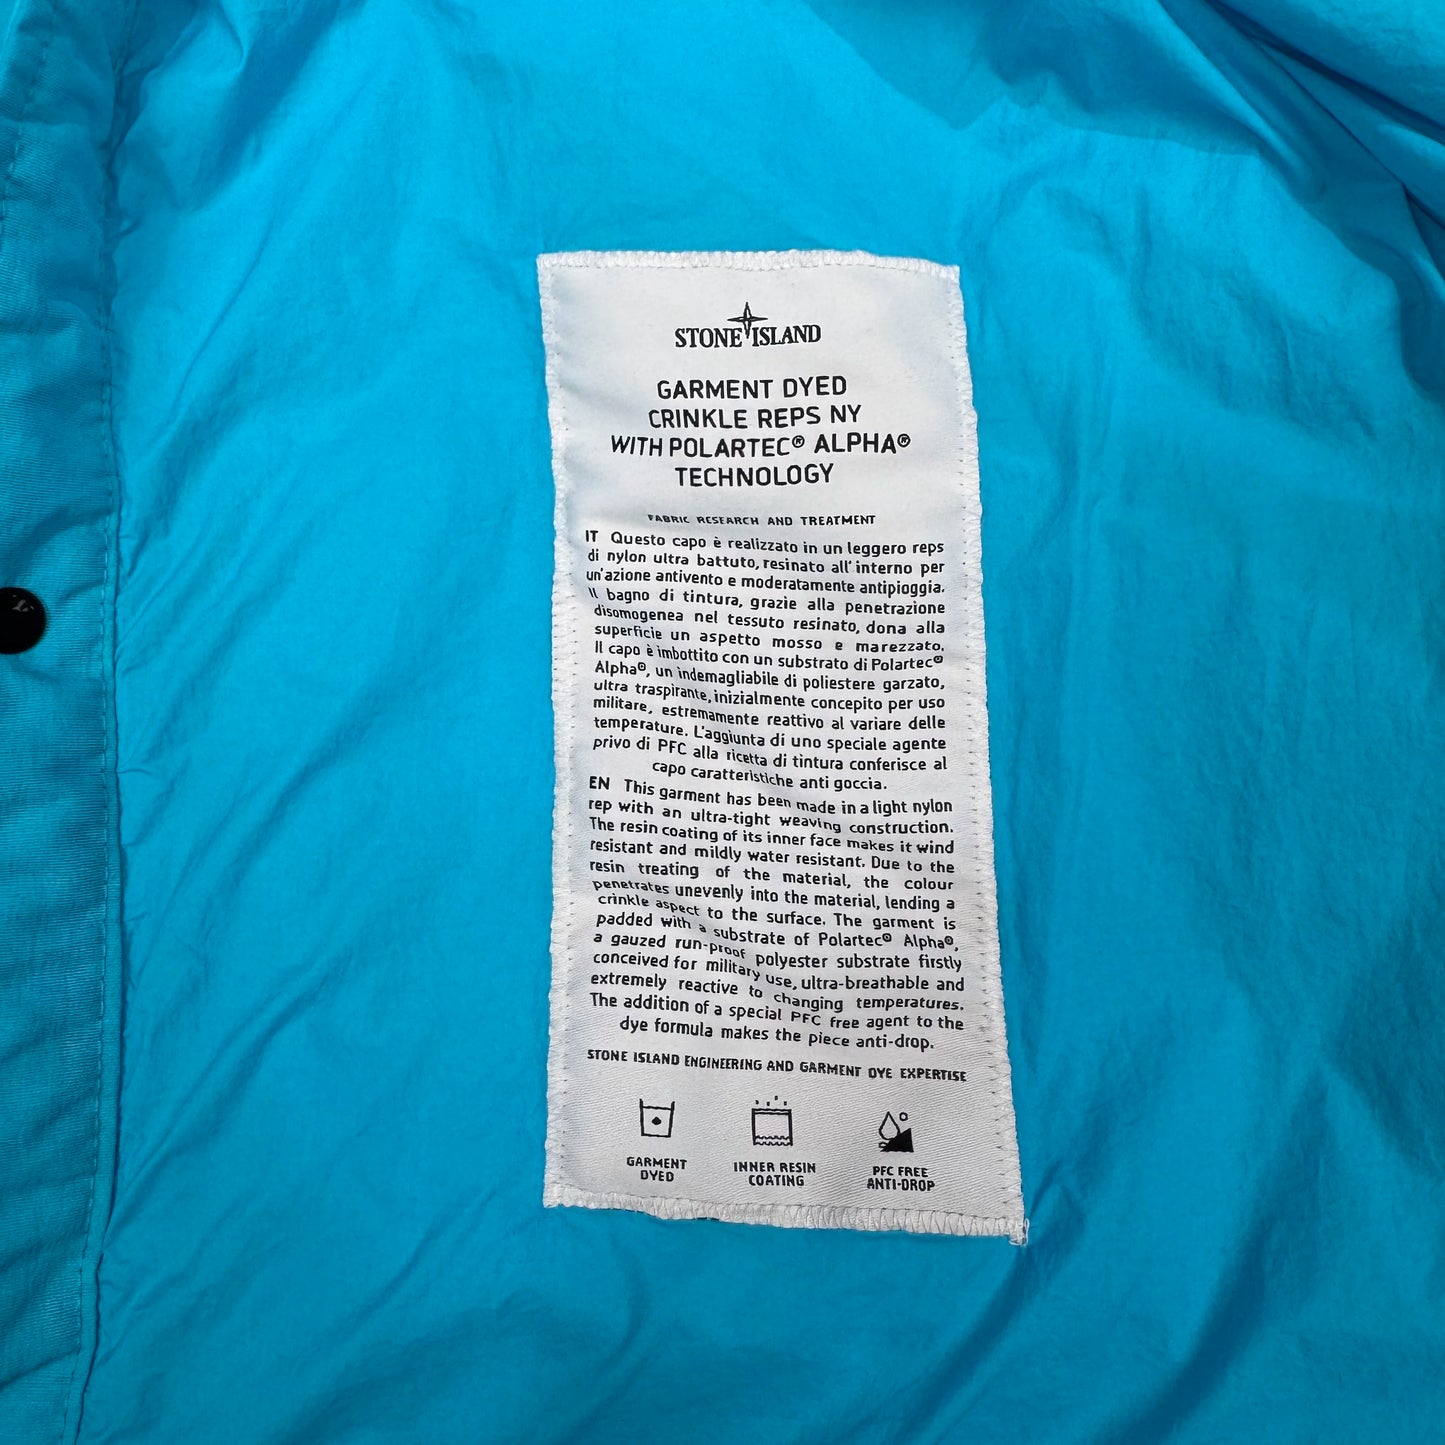 STONE ISLAND
GARMENT DYED
CRINKLE REPS NY
WITH POLARTEC® ALPHA®
TECHNOLOGY
FABRIC RESEARCH AND TREATMENT
IT Questo capo è realizzato in un leggero reps
di nylon ultra battuto, resinato all'interno per
un'azione antivento e moderatamente antipioggia.
Il bagno di tintura, grazie alla penetrazione
disomogenea nel tessuto resinato, dona alla
superficie un aspetto mosso e marezzato.
Il capo è imbottito con un substrato di Polartec®
Alpha®, un indemagliabile di poliestere garzato,
ultra traspirante, inizialmente concepito per uso
militare, estremamente reattivo al variare delle
temperature. L'aggiunta di uno speciale agente
privo di PFC alla ricetta di tintura conferisce al
capo caratteristiche anti goccia.
EN This garment has been made in a light nylon
rep with an ultra-tight weaving construction.
The resin coating of its inner face makes it wind
resistant and mildly water resistant. Due to the
resin treating of the material, the colour
penetrates unevenly into the material, lending a
crinkle aspect to the surface. The garment is
padded with a substrate of Polartec® Alpha®,
a gauzed run-proof polyester substrate firstly
conceived for military use, ultra-breathable and
extremely reactive to changing temperatures.
The addition of a special PFC free agent to the
dye formula makes the piece anti-drop.
STONE ISLAND ENGINEERING AND GARMENT DYE EXPERTISE
GARMENT
DYED
INNER RESIN
COATING
PFC FREE
ANTI-DROP